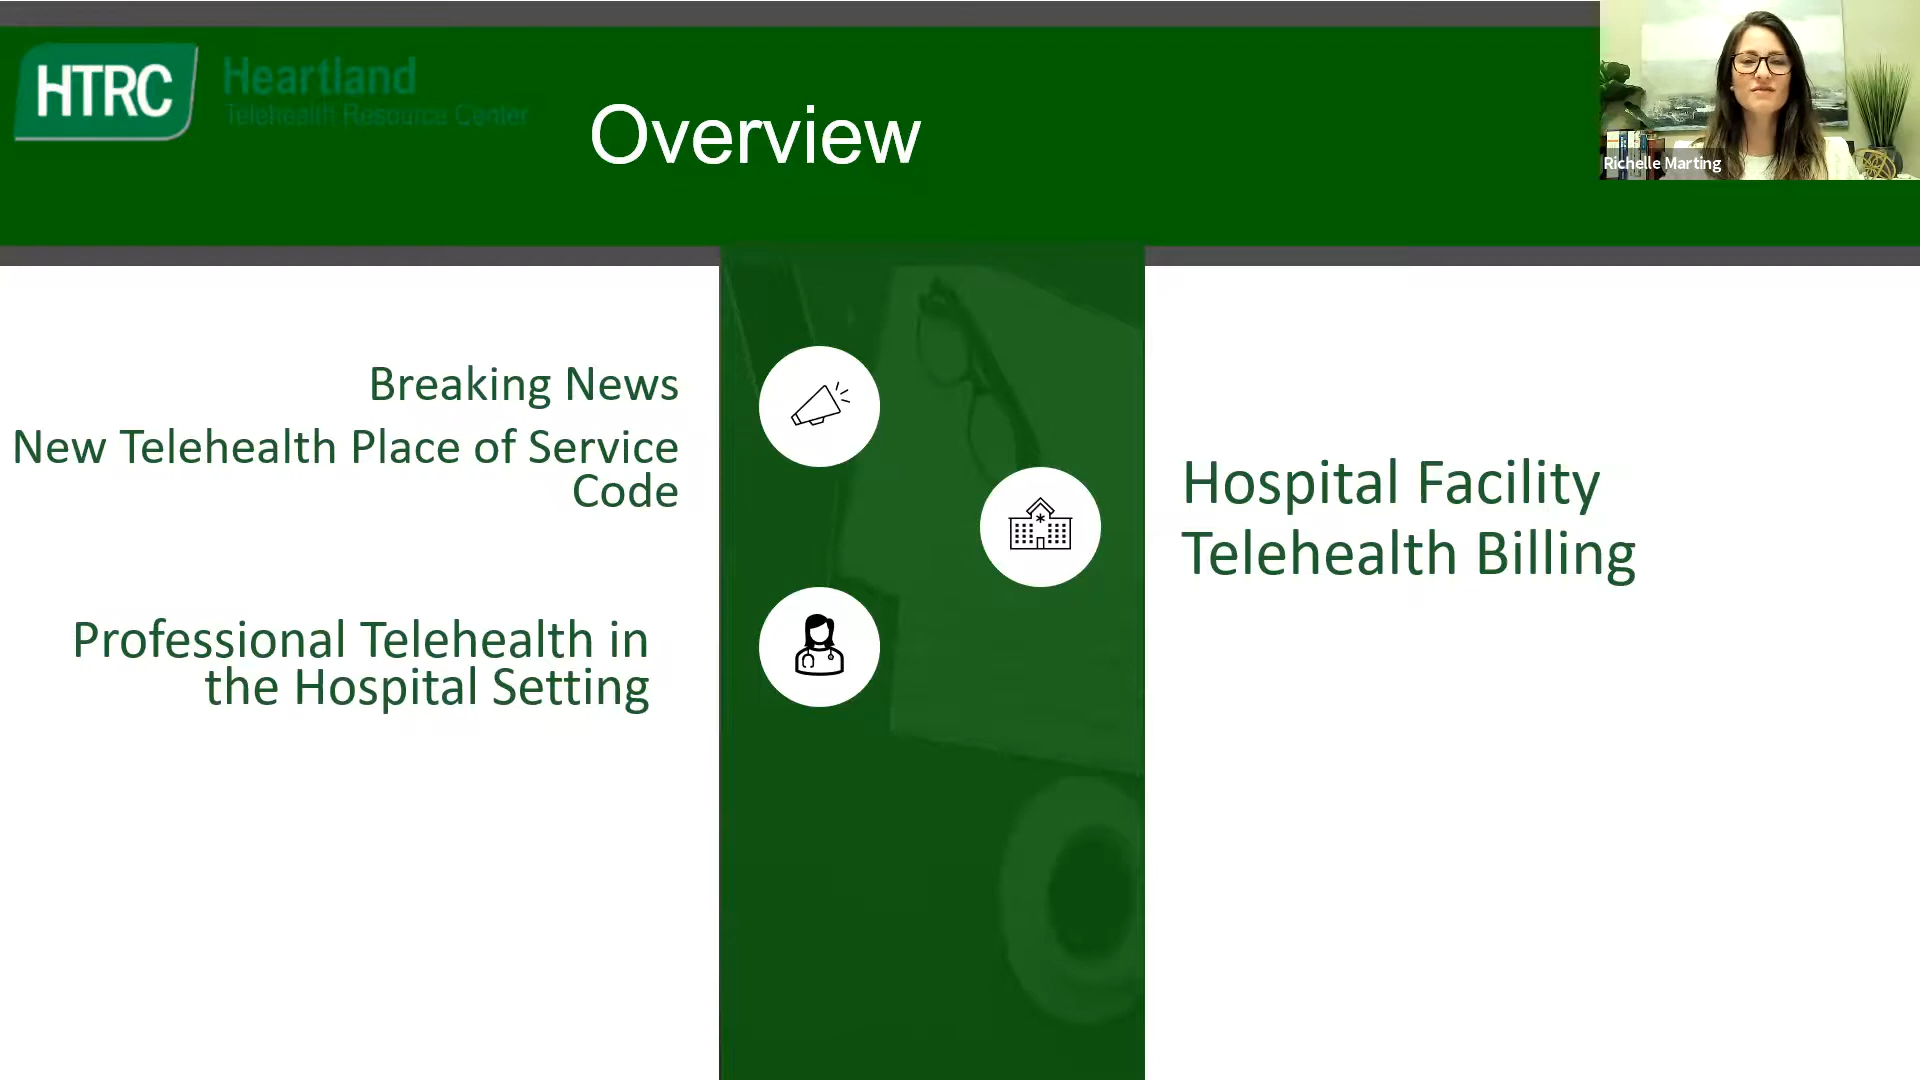 HTRC
Heartland
Telehealth Resource Center
Overview
Richelle Marting
Breaking News
New Telehealth Place of Service
Code
Hospital Facility
Telehealth Billing
Professional Telehealth in
the Hospital Setting